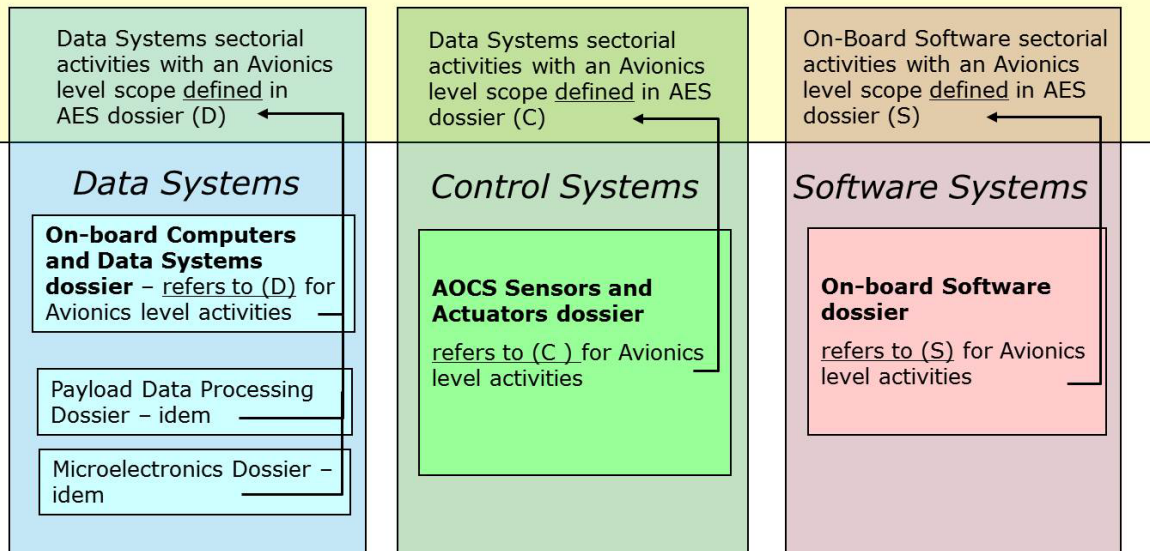 Data Systems sectorial
activities with an Avionics
level scope defined in
AES dossier (D)
Data Systems
On-board Computers
and Data Systems
dossier – refers to (D) for
Avionics level activities
Payload Data Processing
Dossier – idem
Microelectronics Dossier –
idem
Data Systems sectorial
activities with an Avionics
level scope defined in AES
dossier (C)
Control Systems
AOCS Sensors and
Actuators dossier
refers to (C ) for Avionics
level activities
On-Board Software sectorial
activities with an Avionics
level scope defined in AES
dossier (S)
Software Systems
On-board Software
dossier
refers to (S) for Avionics
level activities